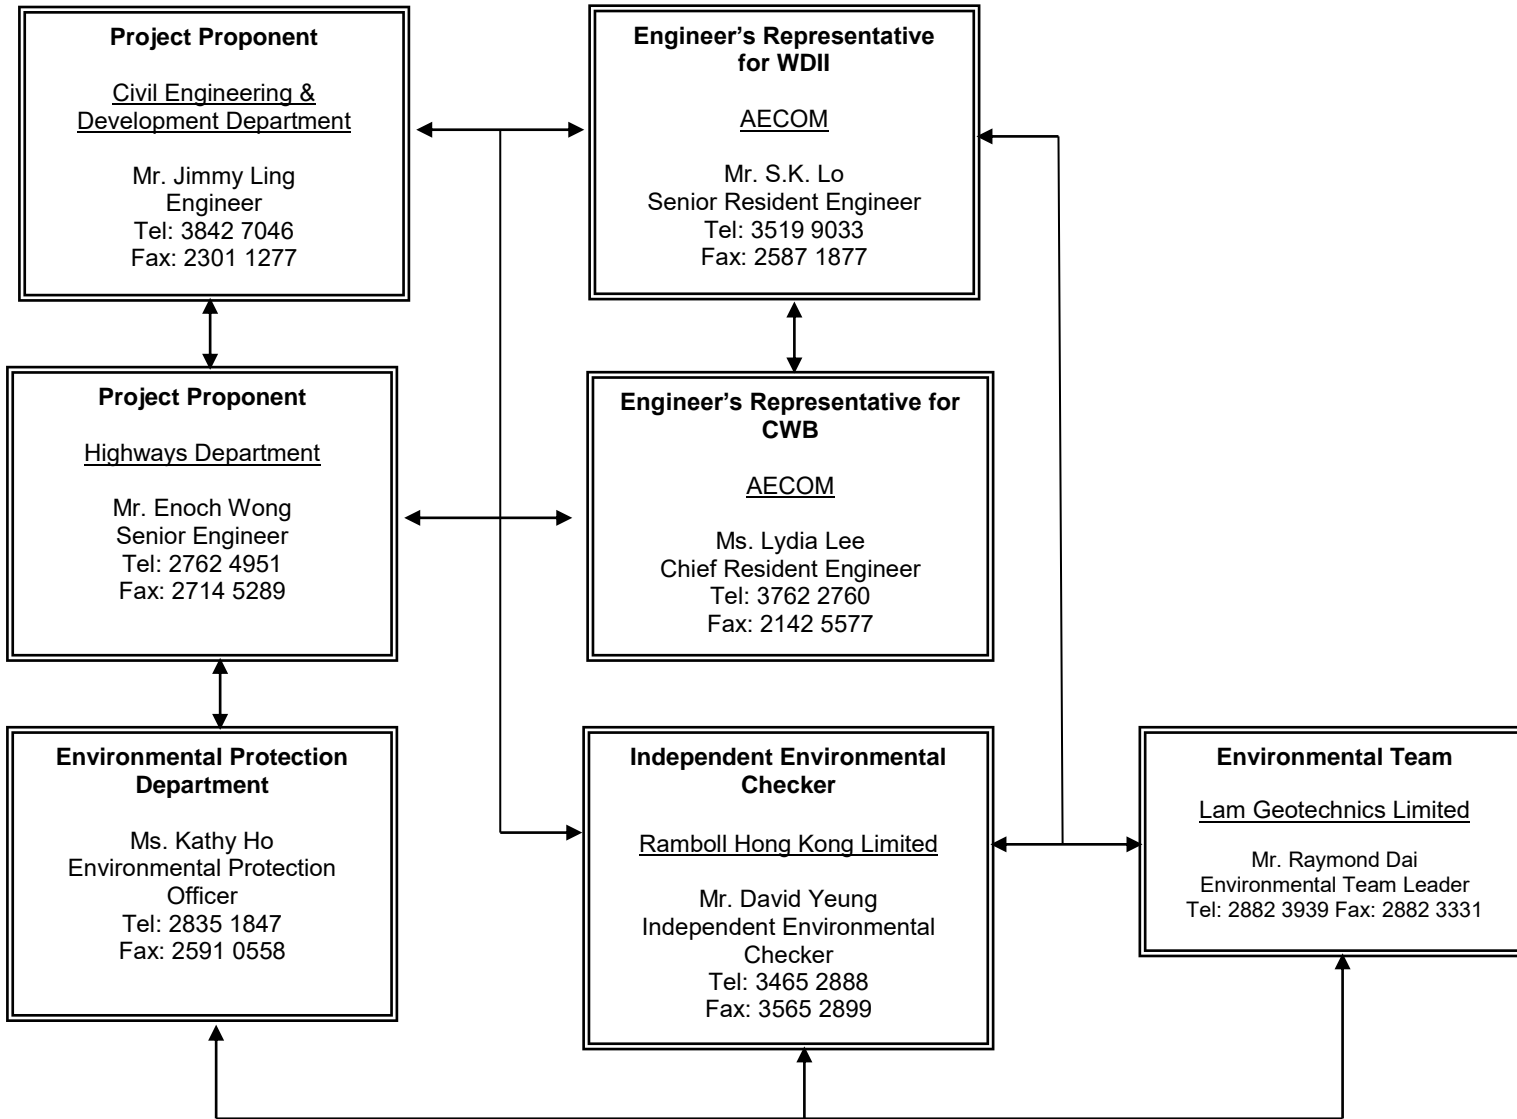 Project Proponent
Civil Engineering &
Development Department
Mr. Jimmy Ling
Engineer
Tel: 3842 7046
Fax: 2301 1277
Engineer’s Representative
for WDII
AECOM
Mr. S.K. Lo
Senior Resident Engineer
Tel: 3519 9033
Fax: 2587 1877
Project Proponent
Highways Department
Mr. Enoch Wong
Senior Engineer
Tel: 2762 4951
Fax: 2714 5289
Engineer’s Representative for
CWB
AECOM
Ms. Lydia Lee
Chief Resident Engineer
Tel: 3762 2760
Fax: 2142 5577
Environmental Protection
Department
Ms. Kathy Ho
Environmental Protection
Officer
Tel: 2835 1847
Fax: 2591 0558
Independent Environmental
Checker
Ramboll Hong Kong Limited
Mr. David Yeung
Independent Environmental
Checker
Tel: 3465 2888
Fax: 3565 2899
Environmental Team
Lam Geotechnics Limited
Mr. Raymond Dai
Environmental Team Leader
Tel: 2882 3939 Fax: 2882 3331